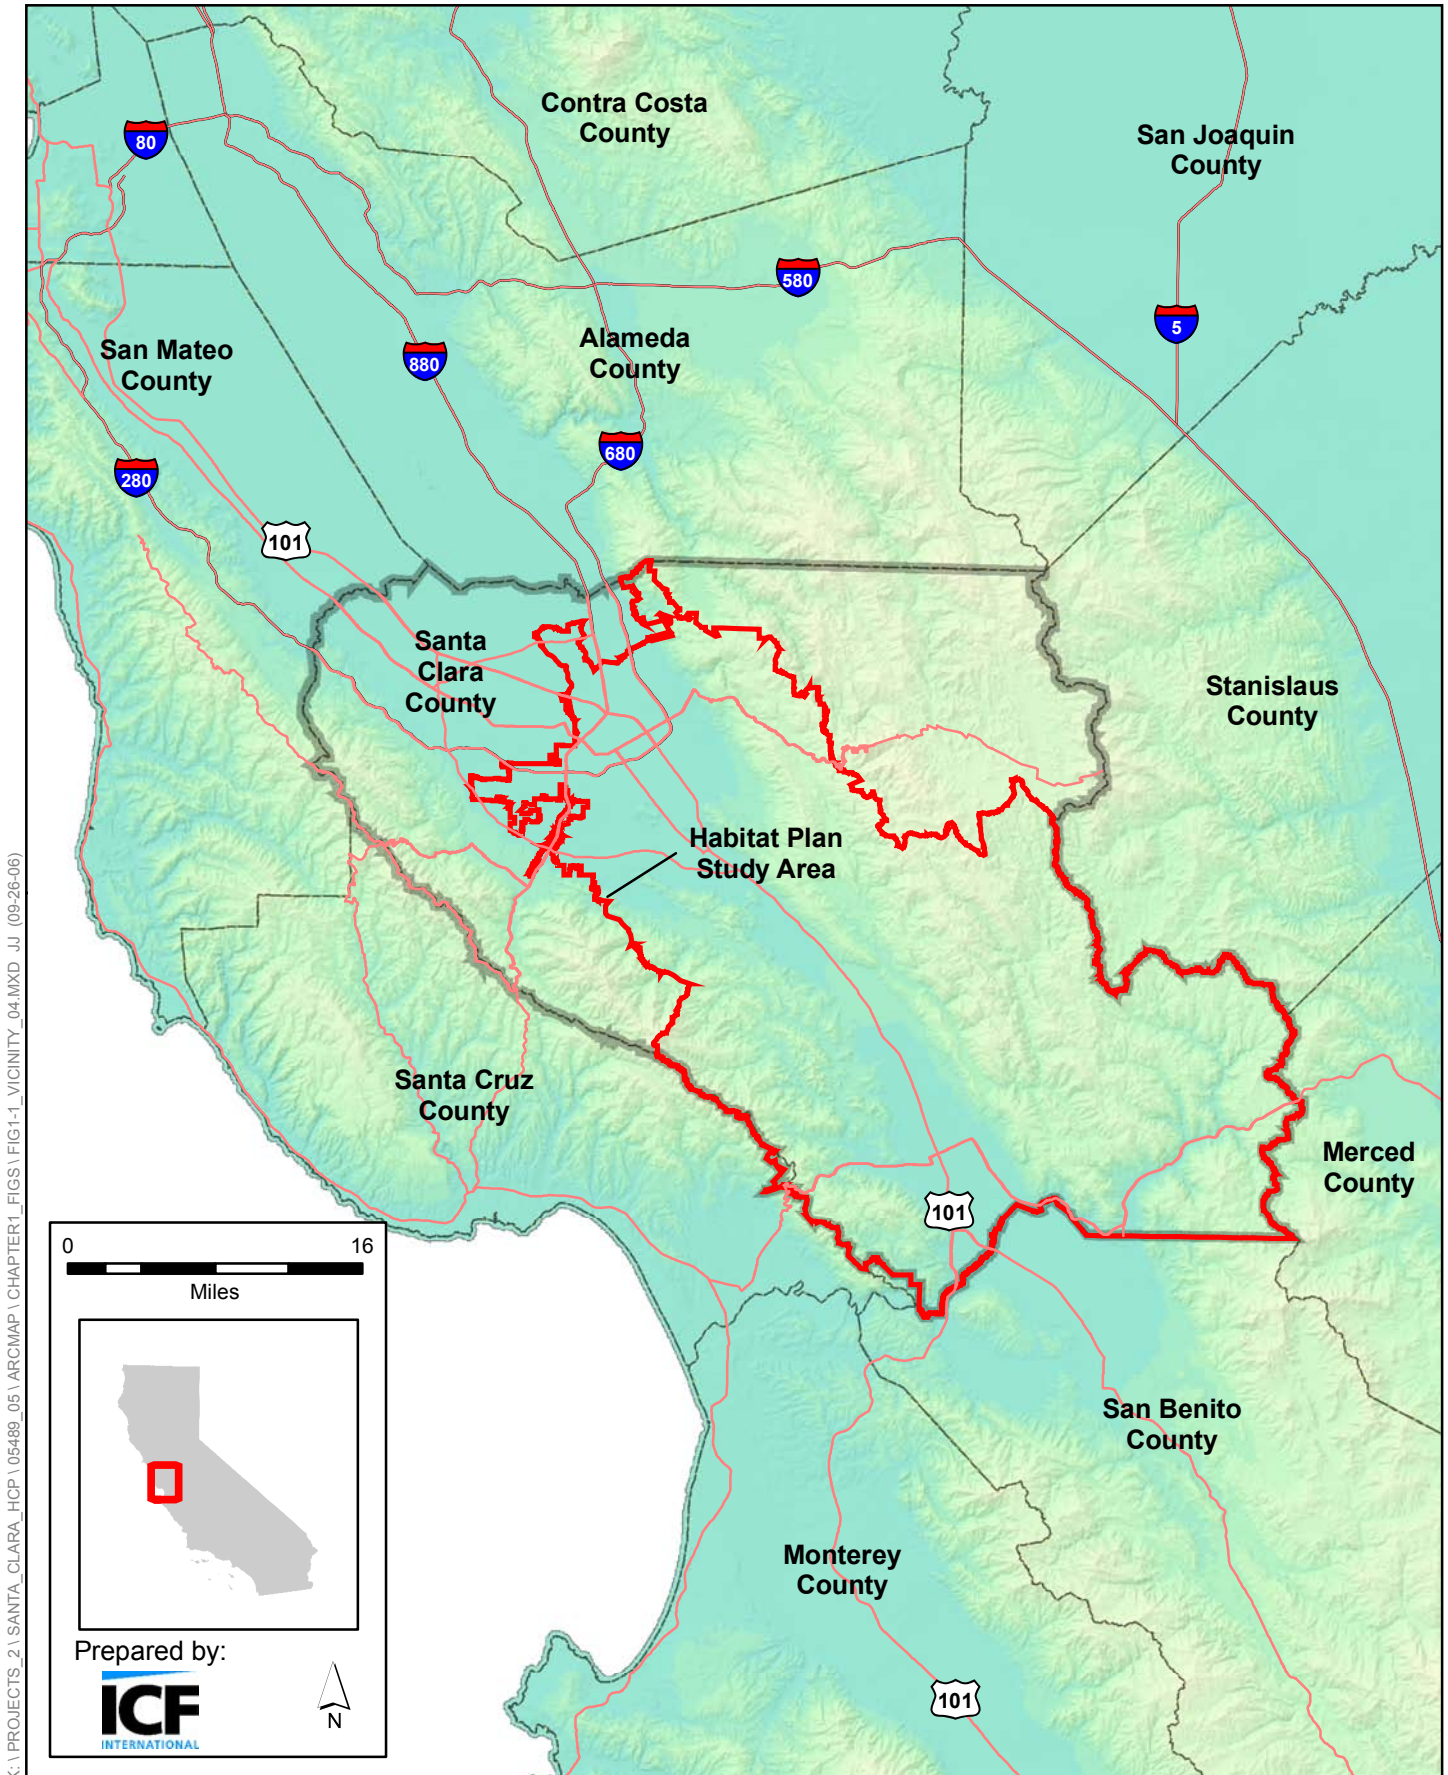 Contra Costa
County
San Joaquin
County
80
580
5
San Mateo
County
880
Alameda
County
680
280
101
Santa
Clara
County
Stanislaus
County
Habitat Plan
Study Area
Santa Cruz
County
Merced
County
101
San Benito
County
Monterey
County
101
0 16
Miles
Prepared by:
ICF
INTERNATIONAL
N
K:\PROJECTS_2\SANTA_CLARA_HCP\05489_05\ARCMAP\CHAPTER1_FIGS\FIG1-1_VICINITY_04.MXD JJ (09-26-06)